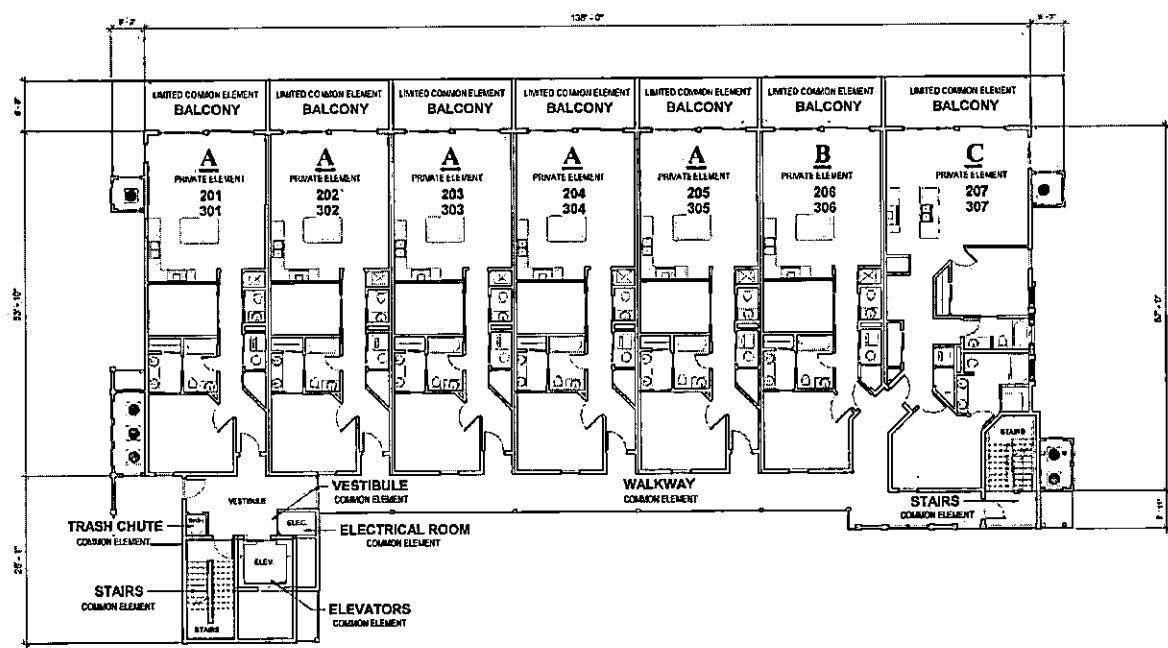 138'-0"
LIMITED COMMON ELEMENT
BALCONY
LIMITED COMMON ELEMENT
BALCONY
LIMITED COMMON ELEMENT
BALCONY
LIMITED COMMON ELEMENT
BALCONY
LIMITED COMMON ELEMENT
BALCONY
LIMITED COMMON ELEMENT
BALCONY
LIMITED COMMON ELEMENT
BALCONY
A
PRIVATE ELEMENT
201
301
A
PRIVATE ELEMENT
202
302
A
PRIVATE ELEMENT
203
303
A
PRIVATE ELEMENT
204
304
A
PRIVATE ELEMENT
205
305
B
PRIVATE ELEMENT
206
306
C
PRIVATE ELEMENT
207
307
53'-10"
STAIRS
VESTIBULE
VESTIBULE
COMMON ELEMENT
WALKWAY
COMMON ELEMENT
STAIRS
COMMON ELEMENT
TRASH CHUTE
COMMON ELEMENT
ELEC.
ELECTRICAL ROOM
COMMON ELEMENT
ELEV.
STAIRS
COMMON ELEMENT
ELEVATORS
COMMON ELEMENT
STAIRS